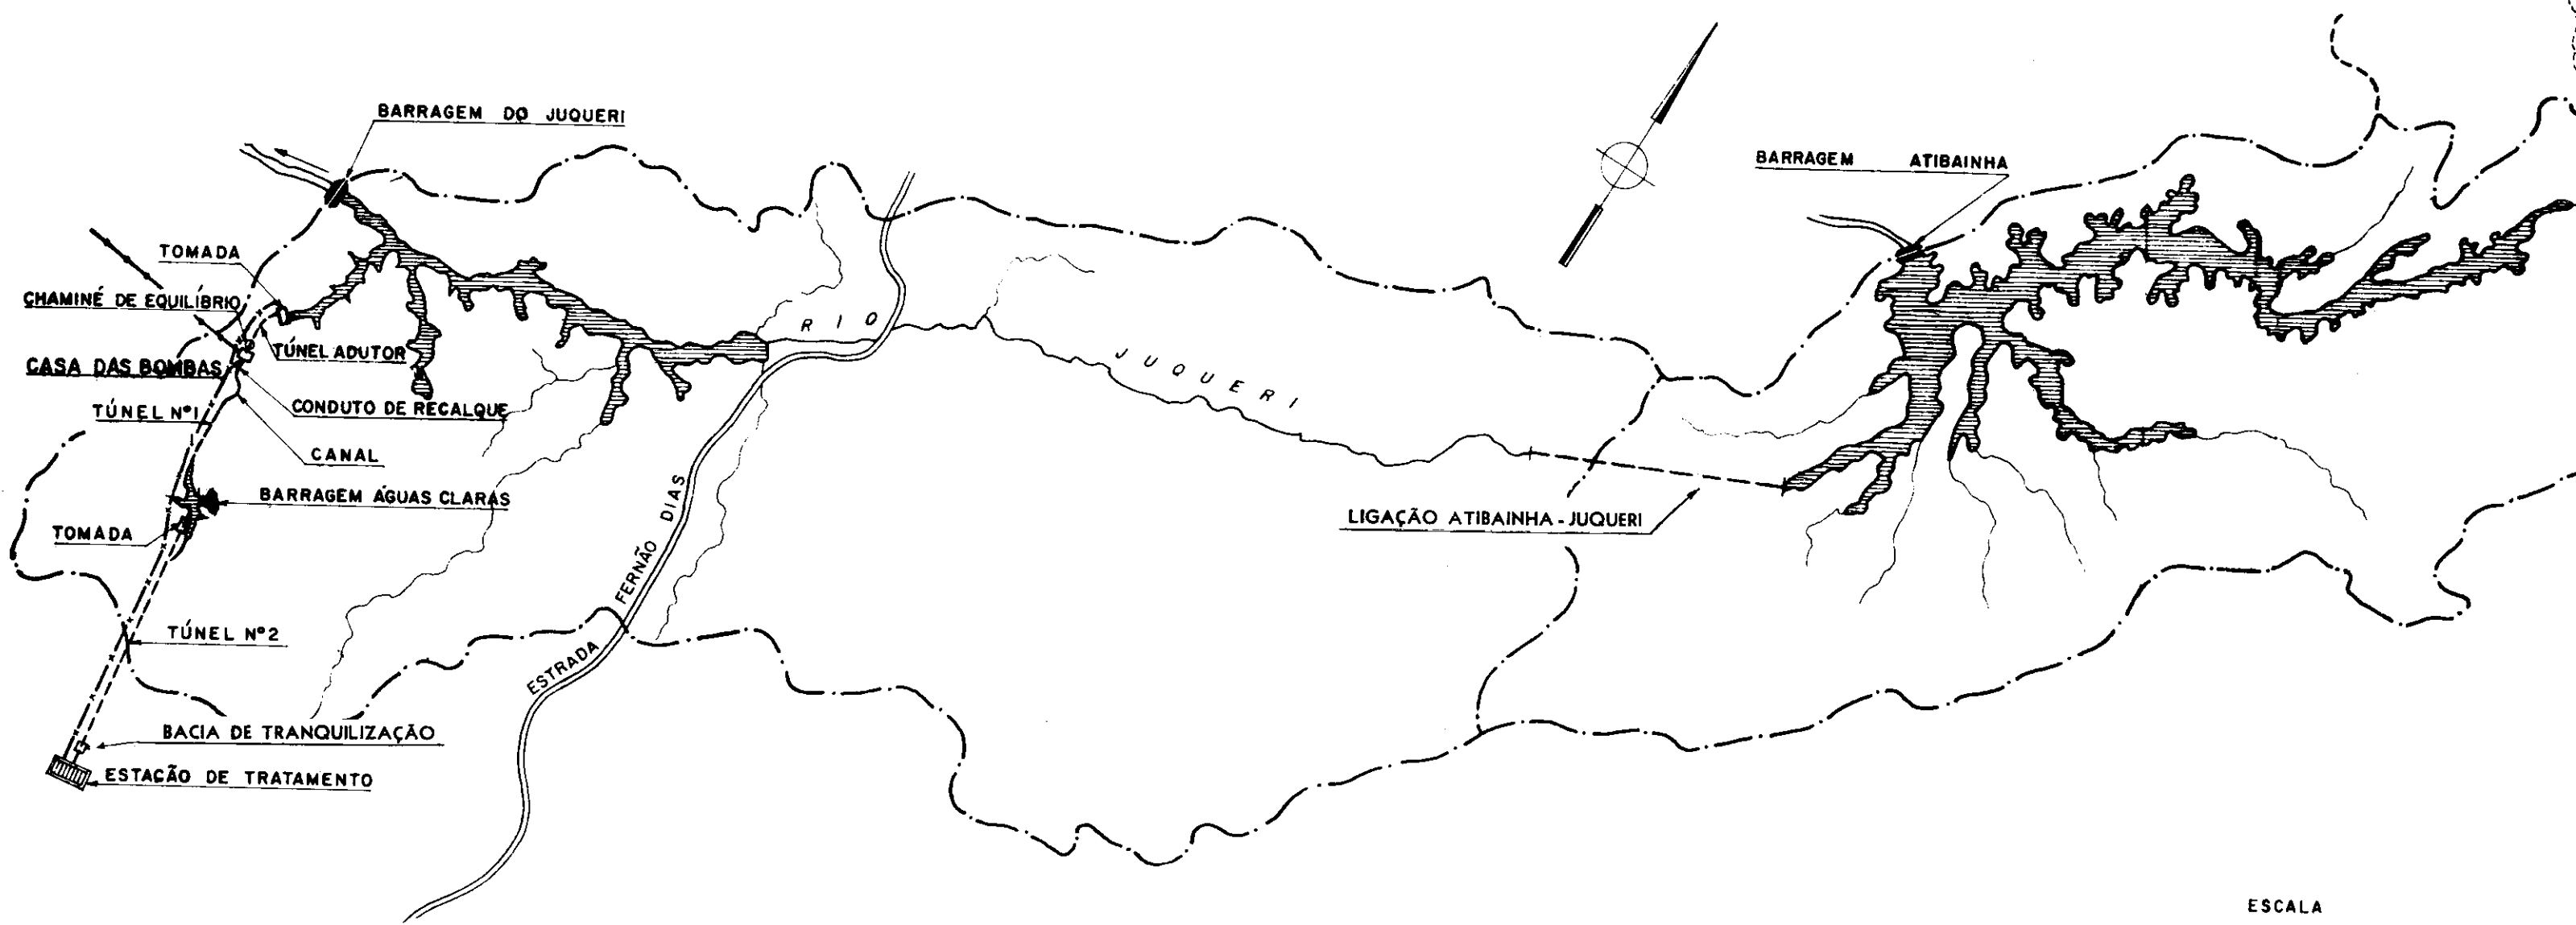 BARRAGEM DO JUQUERI
BARRAGEM ATIBAINHA
TOMADA
CHAMINÉ DE EQUILÍBRIO
RIO
TÚNEL ADUTOR
CASA DAS BOMBAS
JUQUERI
TÚNEL Nº1
CONDUTO DE RECALQUE
CANAL
BARRAGEM ÁGUAS CLARAS
LIGAÇÃO ATIBAINHA - JUQUERI
TOMADA
ESTRADA FERNÃO DIAS
TÚNEL Nº2
BACIA DE TRANQUILIZAÇÃO
ESTAÇÃO DE TRATAMENTO
ESCALA